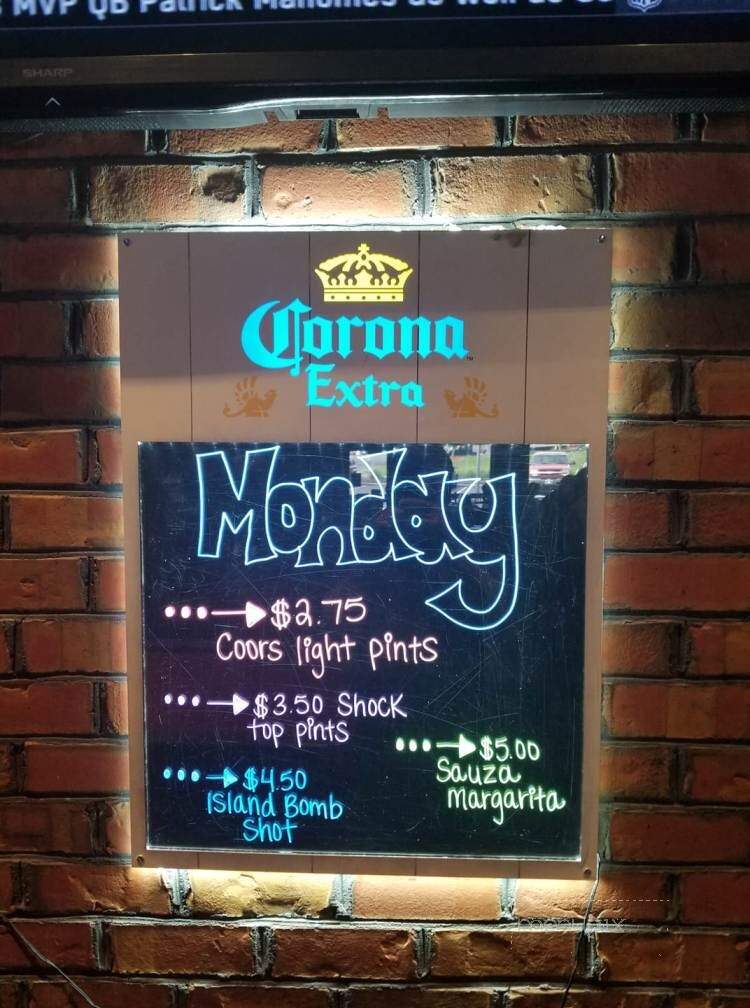 MVP QB Patrick Mahomes as well as
SHARP
Corona
Extra
Monday
$2.75
Coors light pints
$3.50 Shock
top pints
$4.50
Island Bomb
Shot
$5.00
Sauza
margarita